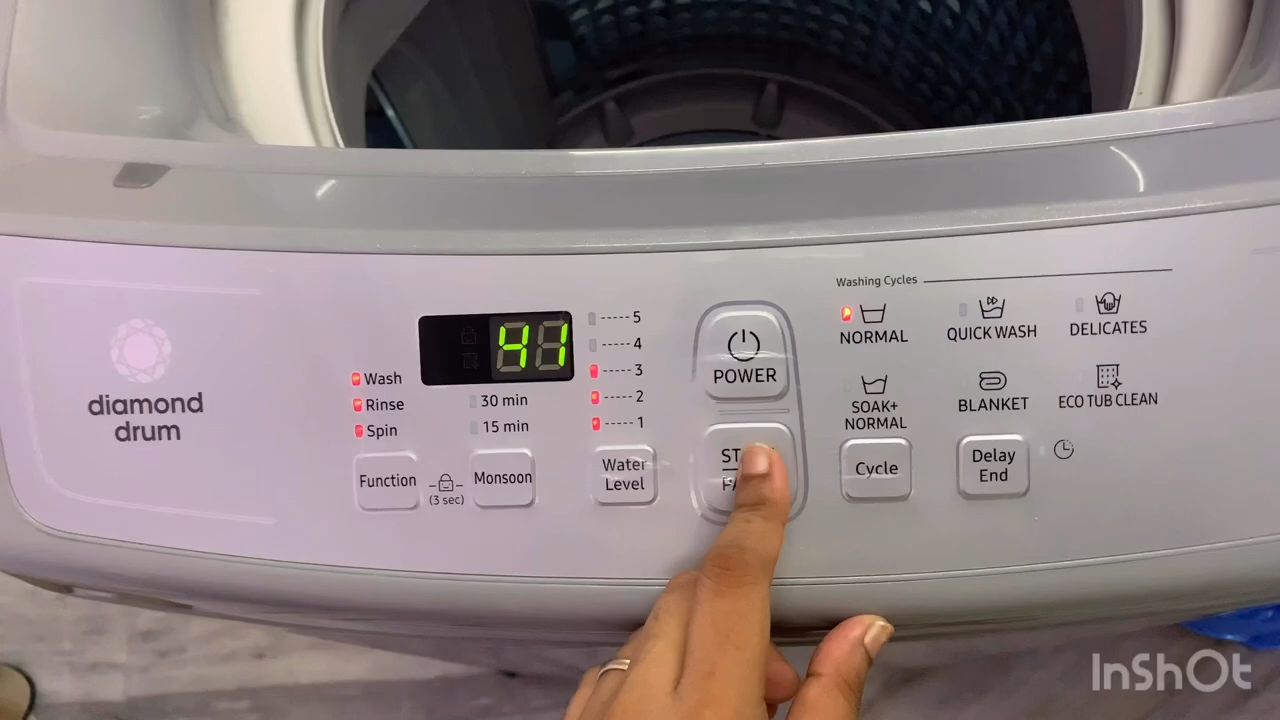 diamond
drum
Wash
Rinse
Spin
Function
(3 sec)
41
30 min
15 min
Monsoon
5
4
3
2
1
Water
Level
POWER
Washing Cycles
NORMAL
QUICK WASH
DELICATES
SOAK+
NORMAL
BLANKET
ECO TUB CLEAN
Cycle
Delay
End
InShOt